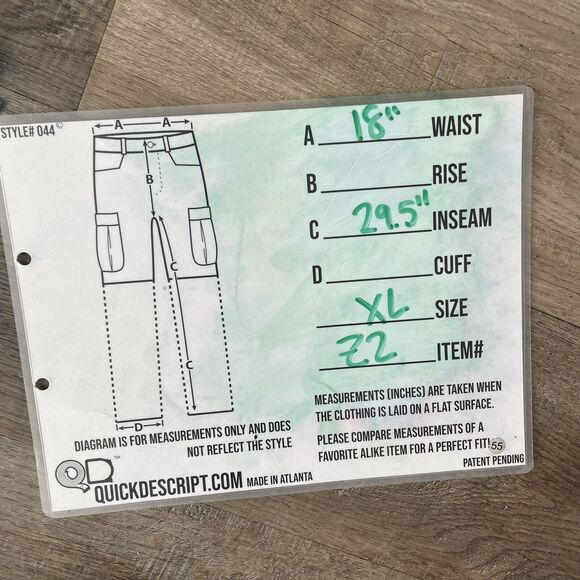 STYLE# 044©
A A
B
C
C
D
A 18" WAIST
B RISE
C 29.5" INSEAM
D CUFF
XL SIZE
Z2 ITEM#
MEASUREMENTS (INCHES) ARE TAKEN WHEN
THE CLOTHING IS LAID ON A FLAT SURFACE.
PLEASE COMPARE MEASUREMENTS OF A
FAVORITE ALIKE ITEM FOR A PERFECT FIT!
55
PATENT PENDING
DIAGRAM IS FOR MEASUREMENTS ONLY AND DOES
NOT REFLECT THE STYLE
QD™
QUICKDESCRIPT.COM MADE IN ATLANTA